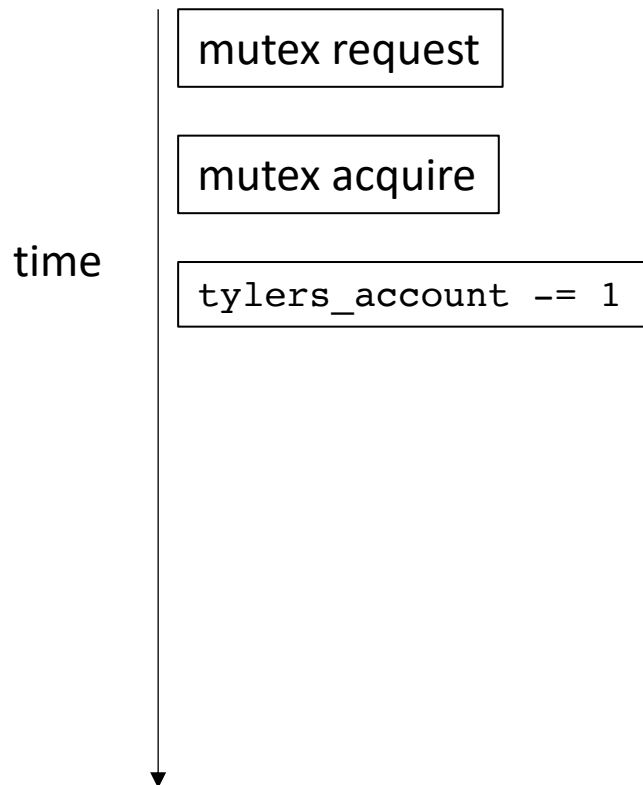 mutex request
mutex acquire
time
tylers_account -= 1